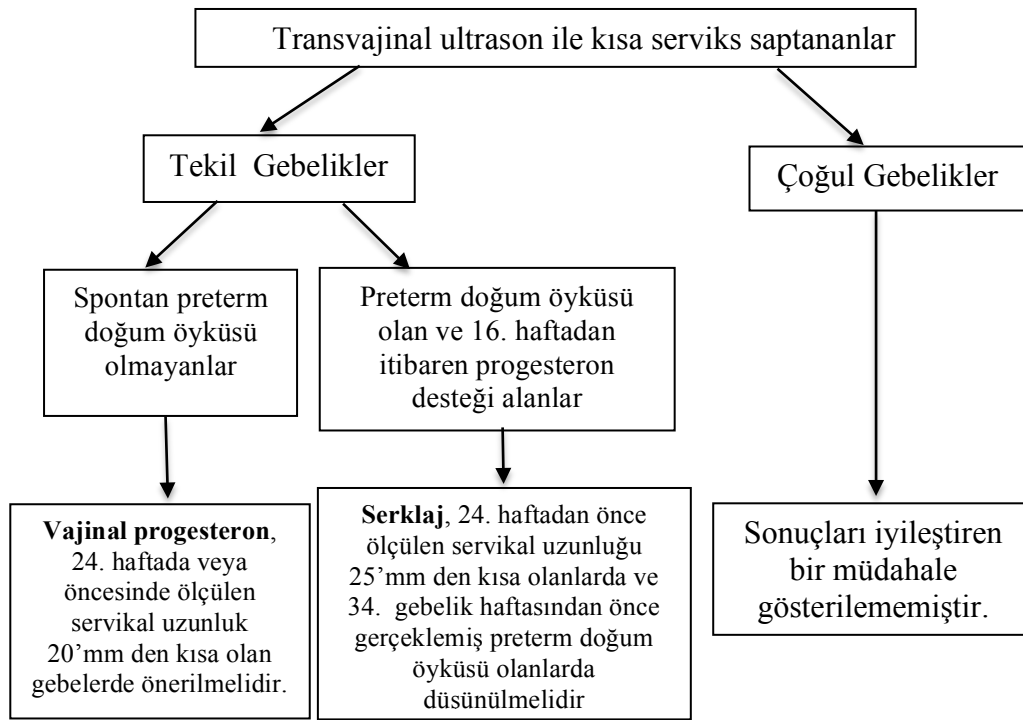 Transvajinal ultrason ile kısa serviks saptananlar
Tekil Gebelikler
Çoğul Gebelikler
Spontan preterm
doğum öyküsü
olmayanlar
Preterm doğum öyküsü
olan ve 16. haftadan
itibaren progesteron
desteği alanlar
Vajinal progesteron,
24. haftada veya
öncesinde ölçülen
servikal uzunluk
20’mm den kısa olan
gebelerde önerilmelidir.
Serklaj, 24. haftadan önce
ölçülen servikal uzunluğu
25’mm den kısa olanlarda ve
34. gebelik haftasından önce
gerçeklemiş preterm doğum
öyküsü olanlarda
düsünülmelidir
Sonuçları iyileştiren
bir müdahale
gösterilememiştir.